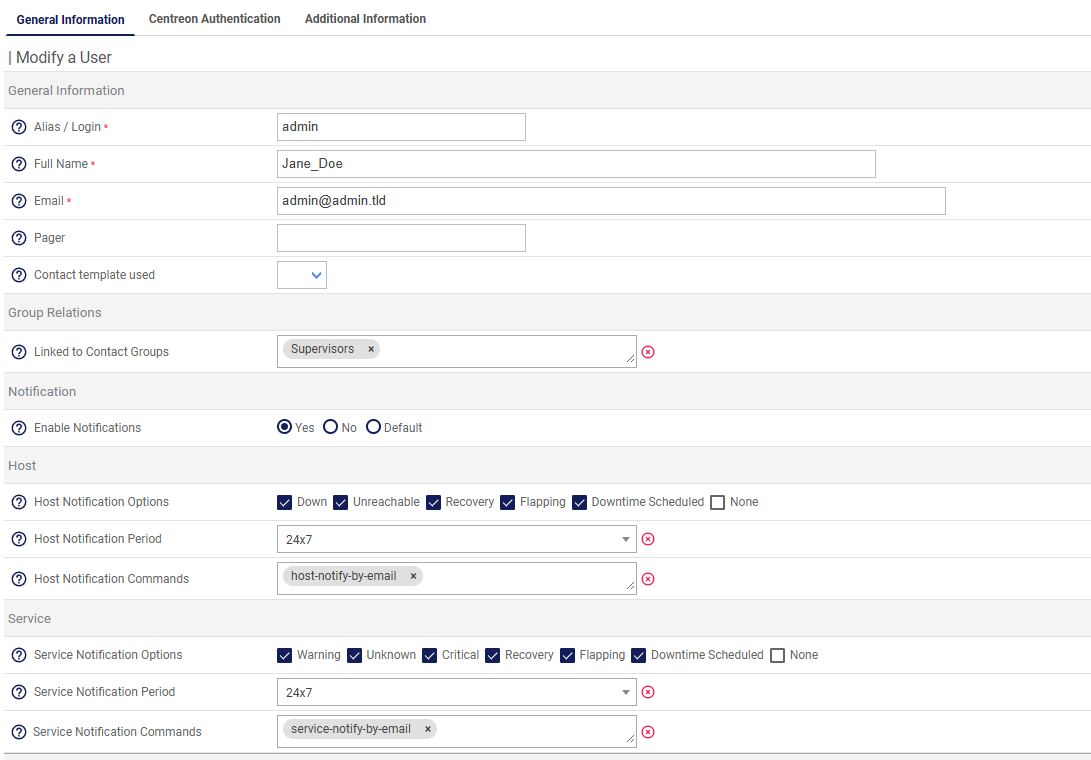 General Information Centreon Authentication Additional Information
| Modify a User
General Information
? Alias / Login * admin
? Full Name * Jane_Doe
? Email * admin@admin.tld
? Pager
? Contact template used
Group Relations
? Linked to Contact Groups Supervisors ×
Notification
? Enable Notifications Yes No Default
Host
? Host Notification Options Down Unreachable Recovery Flapping Downtime Scheduled None
? Host Notification Period 24x7
? Host Notification Commands host-notify-by-email ×
Service
? Service Notification Options Warning Unknown Critical Recovery Flapping Downtime Scheduled None
? Service Notification Period 24x7
? Service Notification Commands service-notify-by-email ×